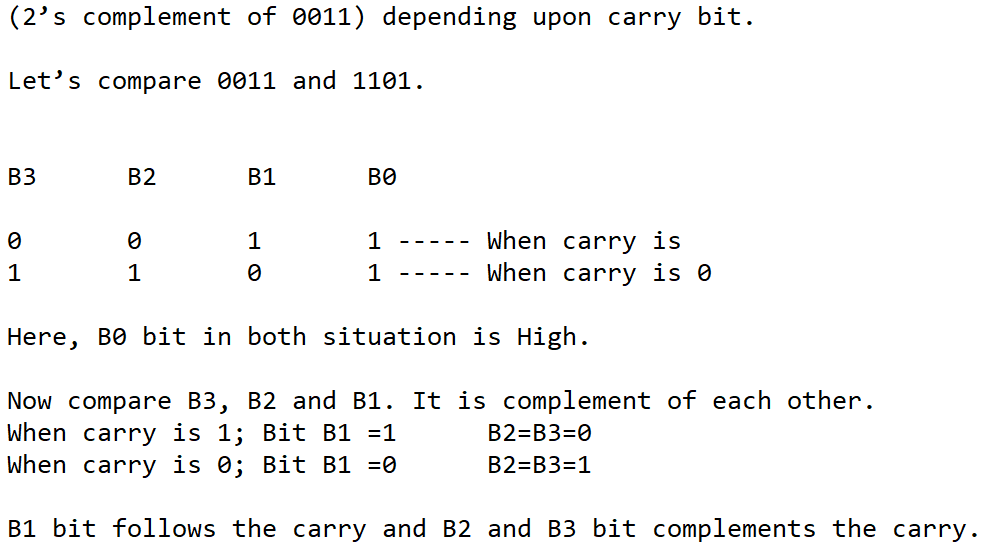 (2’s complement of 0011) depending upon carry bit.
Let’s compare 0011 and 1101.
B3 B2 B1 B0
0 0 1 1 ----- When carry is
1 1 0 1 ----- When carry is 0
Here, B0 bit in both situation is High.
Now compare B3, B2 and B1. It is complement of each other.
When carry is 1; Bit B1 =1 B2=B3=0
When carry is 0; Bit B1 =0 B2=B3=1
B1 bit follows the carry and B2 and B3 bit complements the carry.